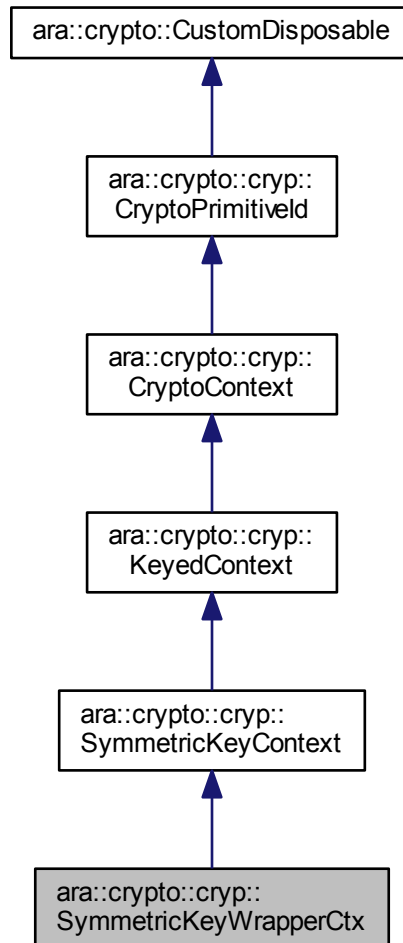 ara::crypto::CustomDisposable
ara::crypto::cryp::
CryptoPrimitiveId
ara::crypto::cryp::
CryptoContext
ara::crypto::cryp::
KeyedContext
ara::crypto::cryp::
SymmetricKeyContext
ara::crypto::cryp::
SymmetricKeyWrapperCtx